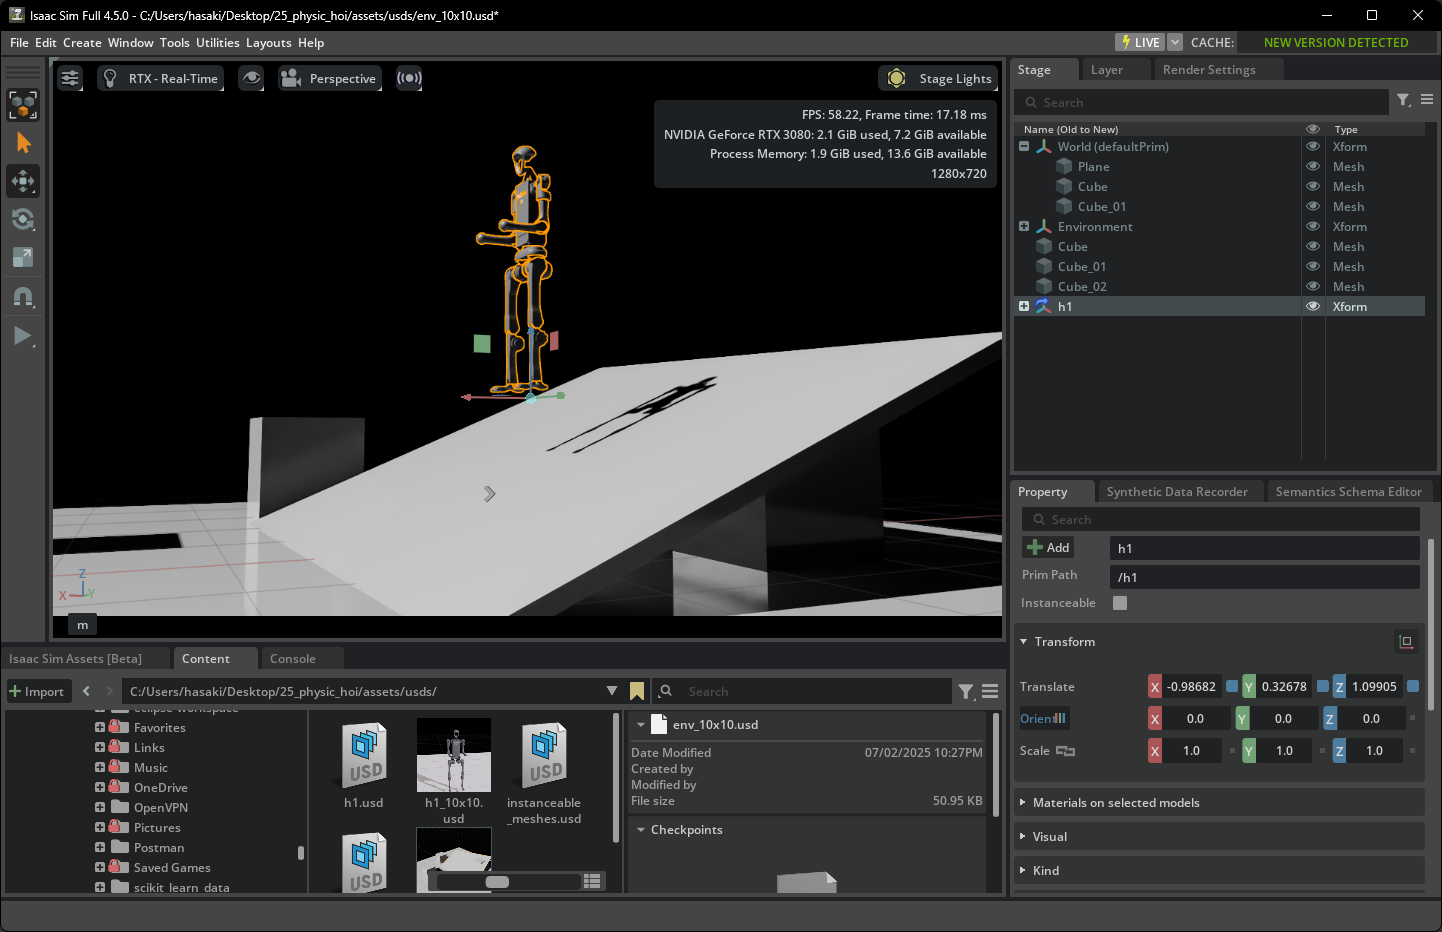 Isaac Sim Full 4.5.0 - C:/Users/hasaki/Desktop/25_physic_hoi/assets/usds/env_10x10.usd*
File Edit Create Window Tools Utilities Layouts Help
LIVE
CACHE:
NEW VERSION DETECTED
RTX - Real-Time
Perspective
Stage Lights
FPS: 58.22, Frame time: 17.18 ms
NVIDIA GeForce RTX 3080: 2.1 GiB used, 7.2 GiB available
Process Memory: 1.9 GiB used, 13.6 GiB available
1280x720
Z
X
Y
m
Stage
Layer
Render Settings
Search
Name (Old to New)
Type
World (defaultPrim)
Xform
Plane
Mesh
Cube
Mesh
Cube_01
Mesh
Environment
Xform
Cube
Mesh
Cube_01
Mesh
Cube_02
Mesh
h1
Xform
Property
Synthetic Data Recorder
Semantics Schema Editor
Search
Add
h1
Prim Path
/h1
Instanceable
Transform
Translate
X -0.98682
Y 0.32678
Z 1.09905
Orient
X 0.0
Y 0.0
Z 0.0
Scale
X 1.0
Y 1.0
Z 1.0
Materials on selected models
Visual
Kind
Isaac Sim Assets [Beta]
Content
Console
Import
C:/Users/hasaki/Desktop/25_physic_hoi/assets/usds/
Search
eclipse-workspace
Favorites
Links
Music
OneDrive
OpenVPN
Pictures
Postman
Saved Games
scikit_learn_data
USD
h1.usd
h1_10x10.
usd
USD
instanceable
_meshes.usd
USD
env_10x10.usd
Date Modified
07/02/2025 10:27PM
Created by
Modified by
File size
50.95 KB
Checkpoints